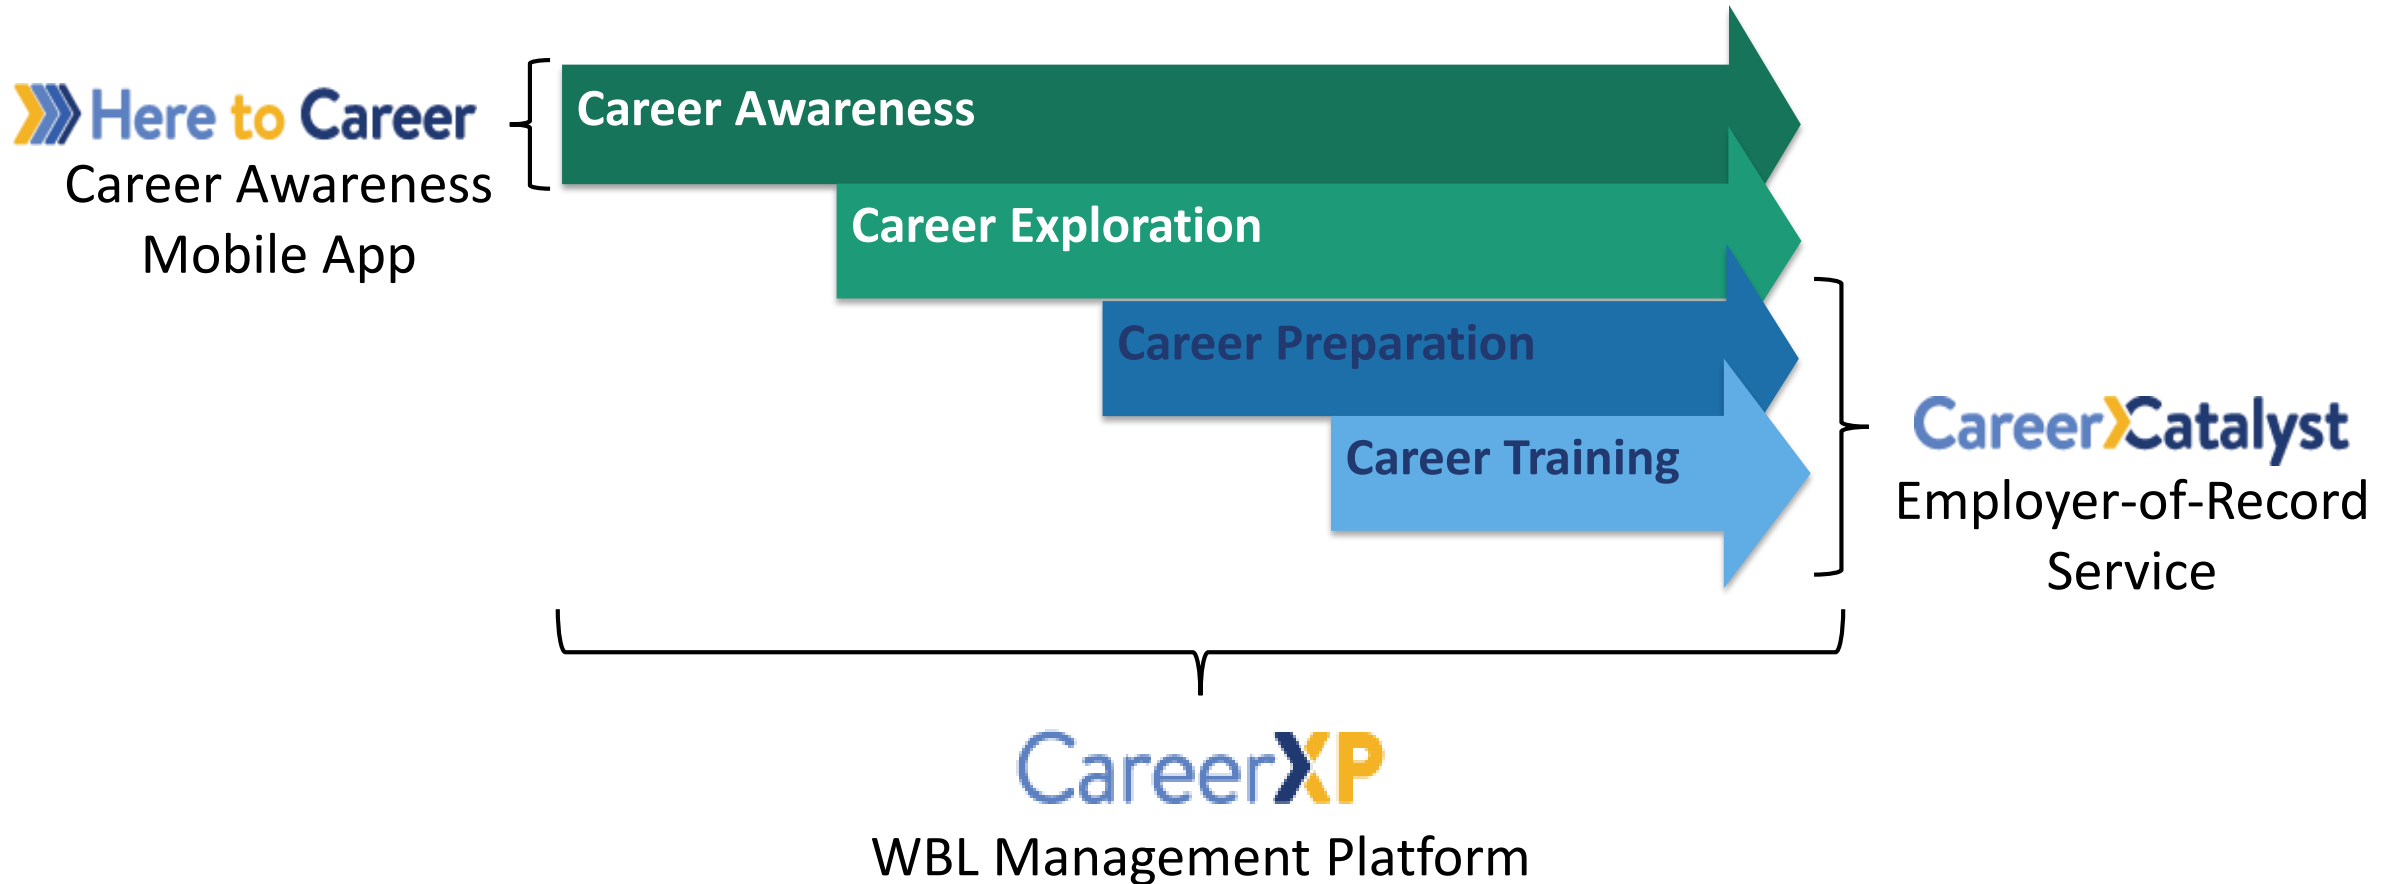 Here to Career
Career Awareness
Mobile App
Career Awareness
Career Exploration
Career Preparation
Career Training
CareerCatalyst
Employer-of-Record
Service
CareerXP
WBL Management Platform